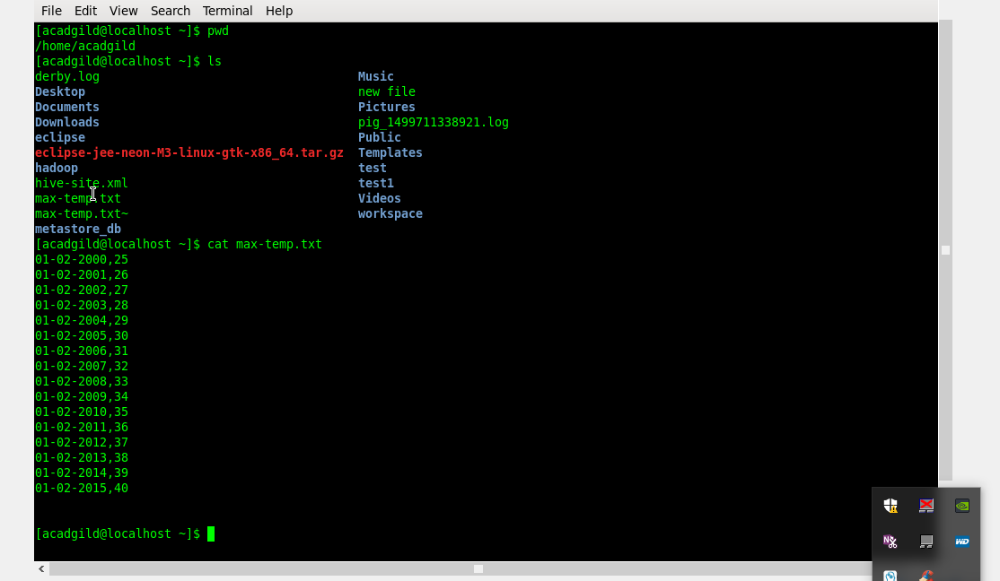 File Edit View Search Terminal Help
[acadgild@localhost ~]$ pwd
/home/acadgild
[acadgild@localhost ~]$ ls
derby.log Music
Desktop new file
Documents Pictures
Downloads pig_1499711338921.log
eclipse Public
eclipse-jee-neon-M3-linux-gtk-x86_64.tar.gz Templates
hadoop test
hive-site.xml test1
max-temp.txt Videos
max-temp.txt~ workspace
metastore_db
[acadgild@localhost ~]$ cat max-temp.txt
01-02-2000,25
01-02-2001,26
01-02-2002,27
01-02-2003,28
01-02-2004,29
01-02-2005,30
01-02-2006,31
01-02-2007,32
01-02-2008,33
01-02-2009,34
01-02-2010,35
01-02-2011,36
01-02-2012,37
01-02-2013,38
01-02-2014,39
01-02-2015,40
[acadgild@localhost ~]$
N
WD